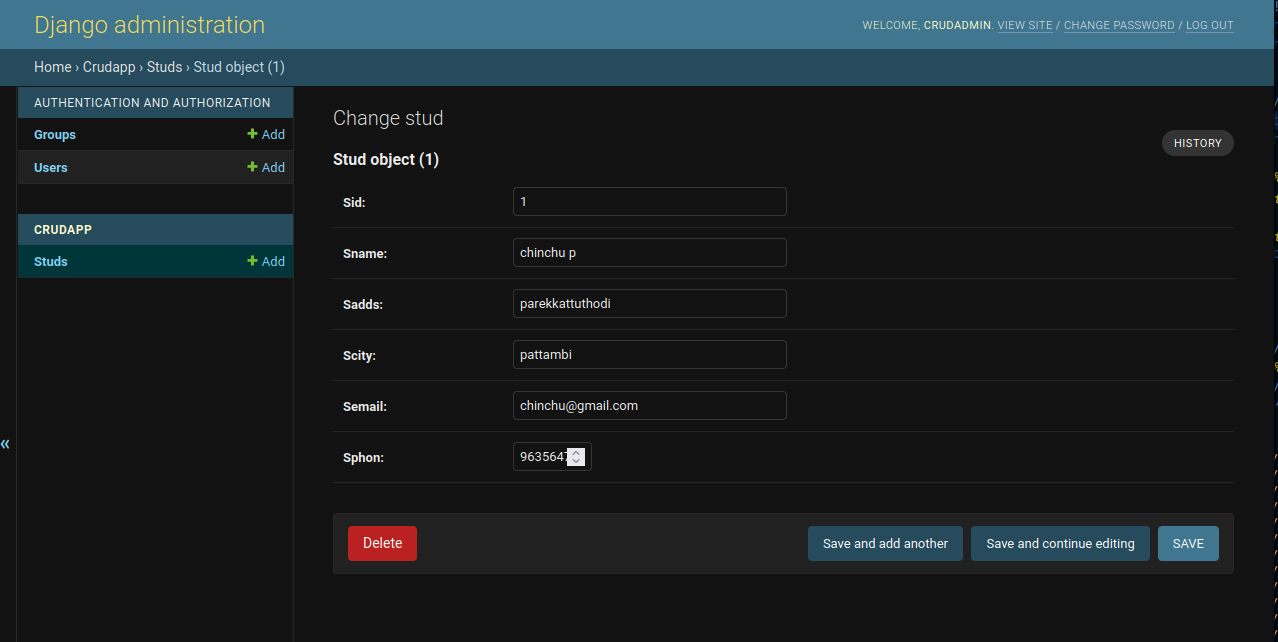 Django administration
WELCOME, CRUDADMIN. VIEW SITE / CHANGE PASSWORD / LOG OUT
Home › Crudapp › Studs › Stud object (1)
AUTHENTICATION AND AUTHORIZATION
Groups + Add
Users + Add
CRUDAPP
Studs + Add
«
Change stud
HISTORY
Stud object (1)
Sid: 1
Sname: chinchu p
Sadds: parekkattuthodi
Scity: pattambi
Semail: chinchu@gmail.com
Sphon: 963564
Delete
Save and add another
Save and continue editing
SAVE